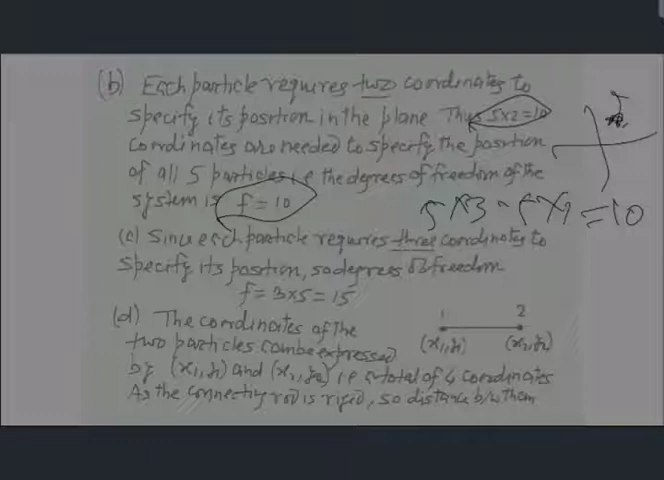 (b) Each particle requires two coordinates to
specify its position in the plane Thus 5x2=10
coordinates are needed to specify the position
of all 5 particles i.e the degrees of freedom of the
system is f = 10
5x3 - 5x1 = 10
(c) Since each particle requires three coordinates to
specify its position, so degrees of freedom
f = 3x5 = 15
(d) The coordinates of the
two particles can be expressed
1 2
(x1,y1) (x2,y2)
by (x1,y1) and (x2,y2) i.e a total of 4 coordinates
As the connecting rod is rigid, so distance b/w them